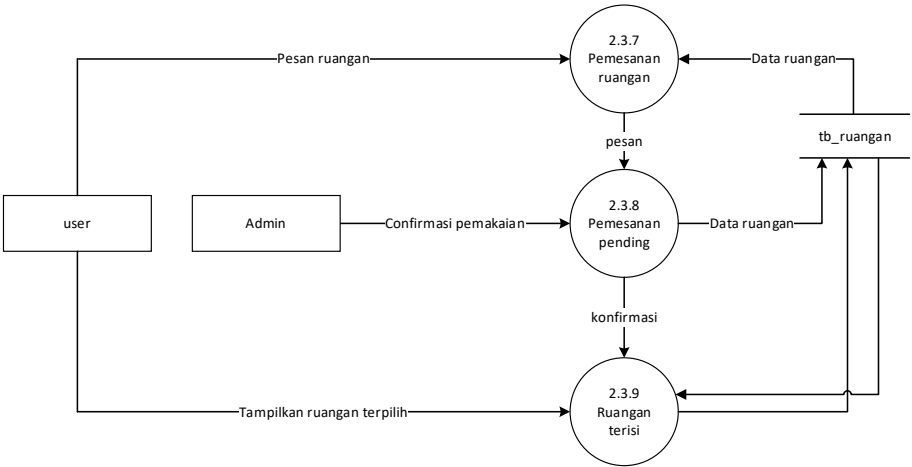 2.3.7
Pemesanan
ruangan
Pesan ruangan
Data ruangan
pesan
tb_ruangan
user
Admin
Confirmasi pemakaian
2.3.8
Pemesanan
pending
Data ruangan
konfirmasi
2.3.9
Ruangan
terisi
Tampilkan ruangan terpilih